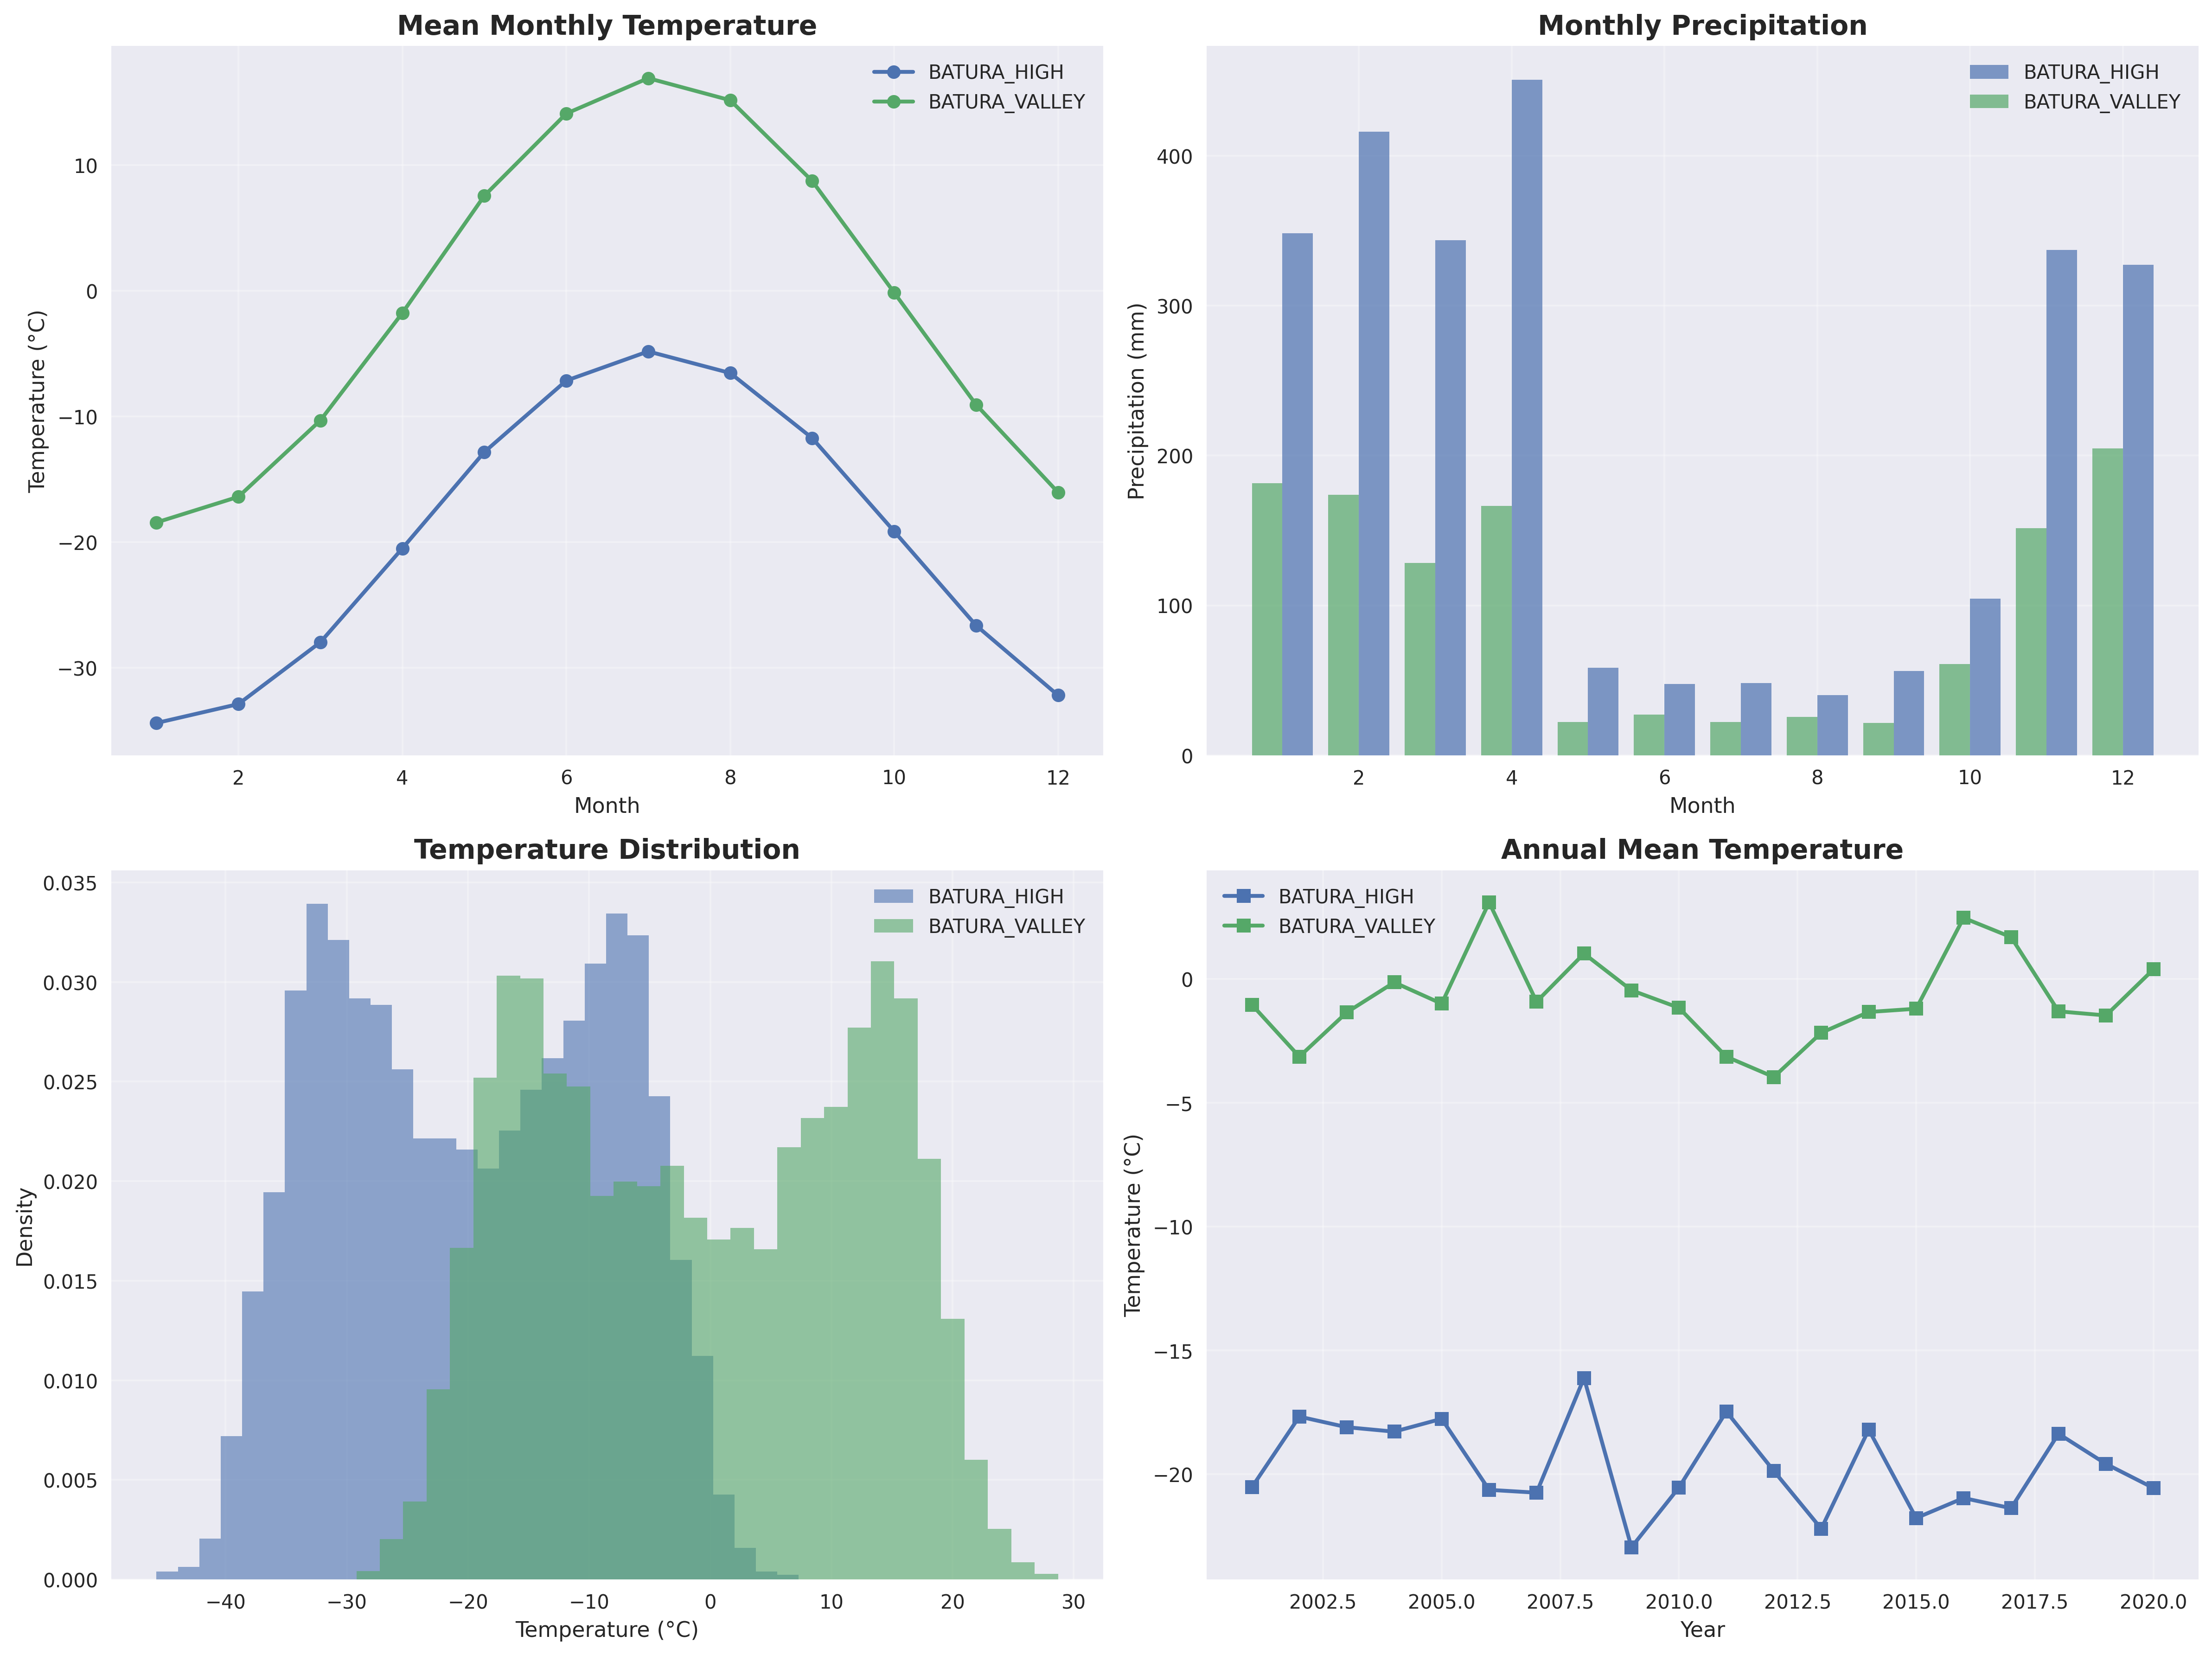 Mean Monthly Temperature
BATURA_HIGH
BATURA_VALLEY
10
0
−10
−20
−30
Temperature (°C)
2 4 6 8 10 12
Month
Monthly Precipitation
BATURA_HIGH
BATURA_VALLEY
400
300
200
100
0
Precipitation (mm)
2 4 6 8 10 12
Month
Temperature Distribution
BATURA_HIGH
BATURA_VALLEY
0.035
0.030
0.025
0.020
0.015
0.010
0.005
0.000
Density
−40 −30 −20 −10 0 10 20 30
Temperature (°C)
Annual Mean Temperature
BATURA_HIGH
BATURA_VALLEY
0
−5
−10
−15
−20
Temperature (°C)
2002.5 2005.0 2007.5 2010.0 2012.5 2015.0 2017.5 2020.0
Year